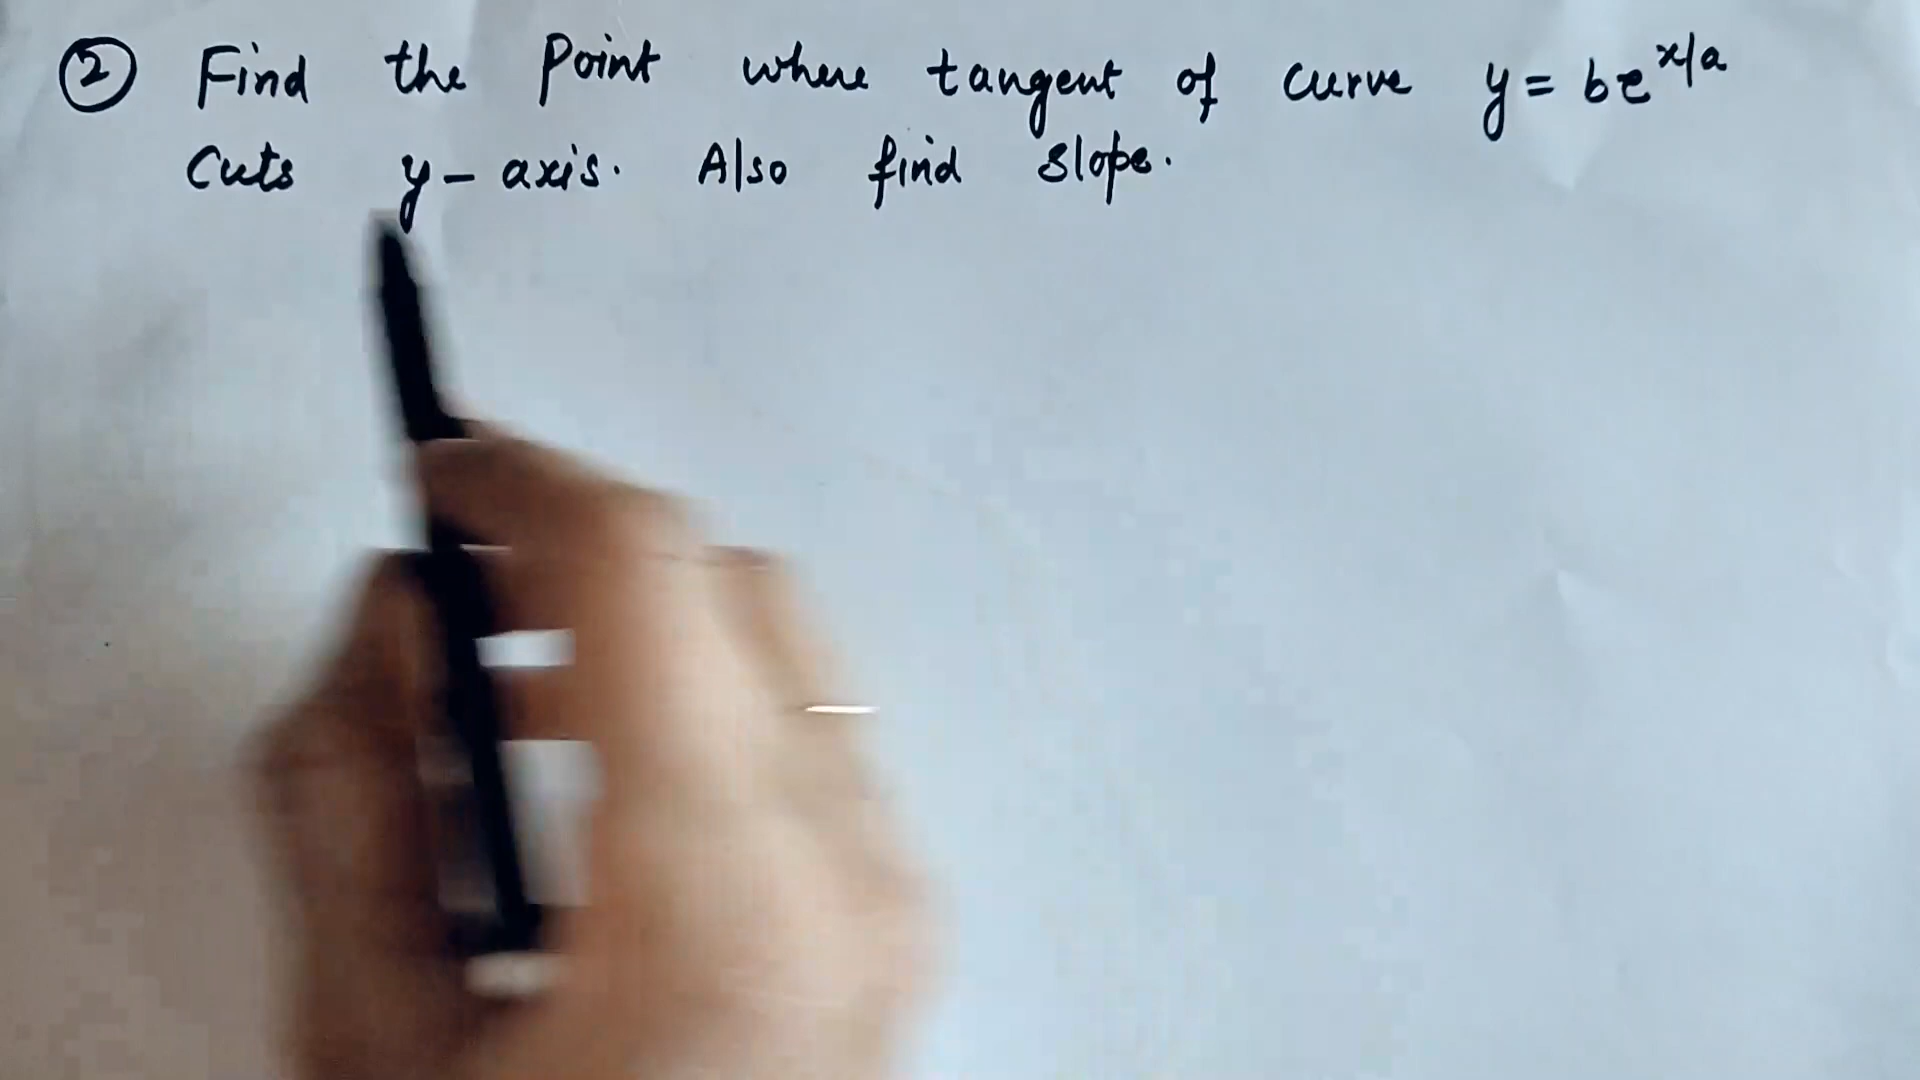 ② Find the Point where tangent of curve y = be^x/a
Cuts y-axis. Also find slope.